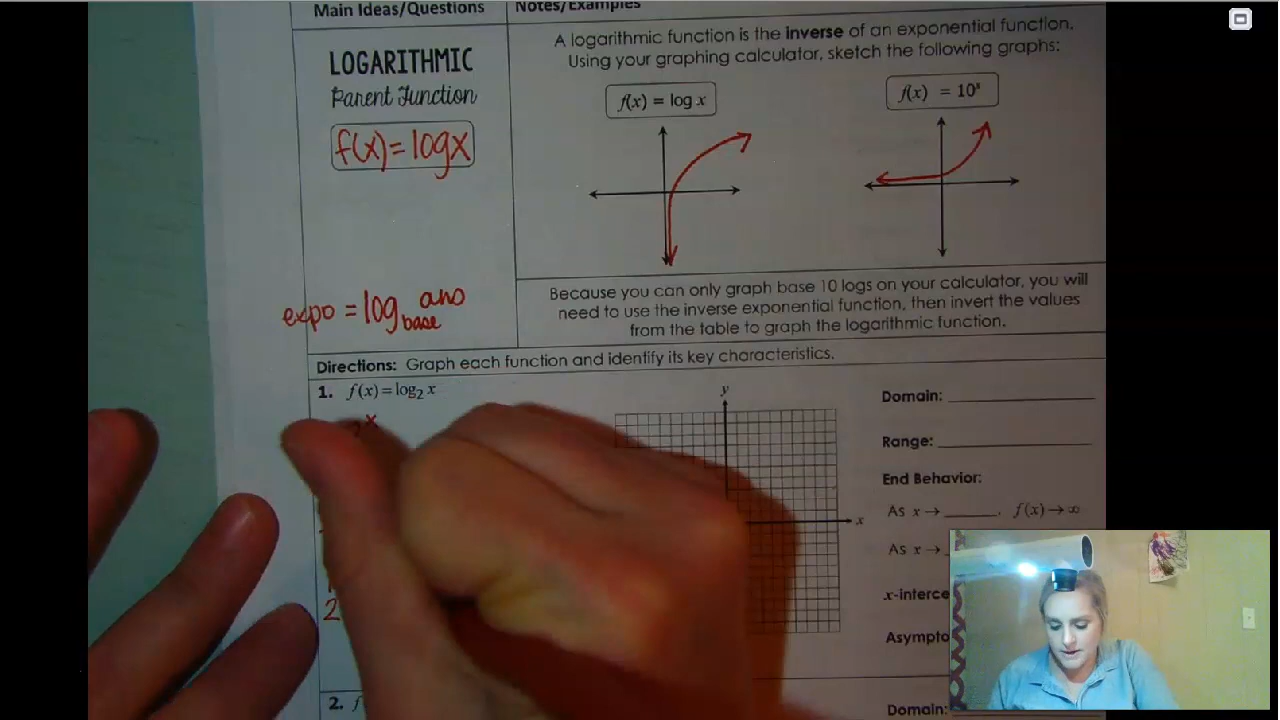 Main Ideas/Questions
Notes/Examples
LOGARITHMIC
Parent Function
f(x)=logx
A logarithmic function is the inverse of an exponential function.
Using your graphing calculator, sketch the following graphs:
f(x) = log x
f(x) = 10ˣ
expo = log base ans
Because you can only graph base 10 logs on your calculator, you will
need to use the inverse exponential function, then invert the values
from the table to graph the logarithmic function.
Directions: Graph each function and identify its key characteristics.
1. f(x) = log₂ x
x
2
y
x
Domain:
Range:
End Behavior:
As x → , f(x) → ∞
As x →
x-interce
Asympto
2. f
Domain: